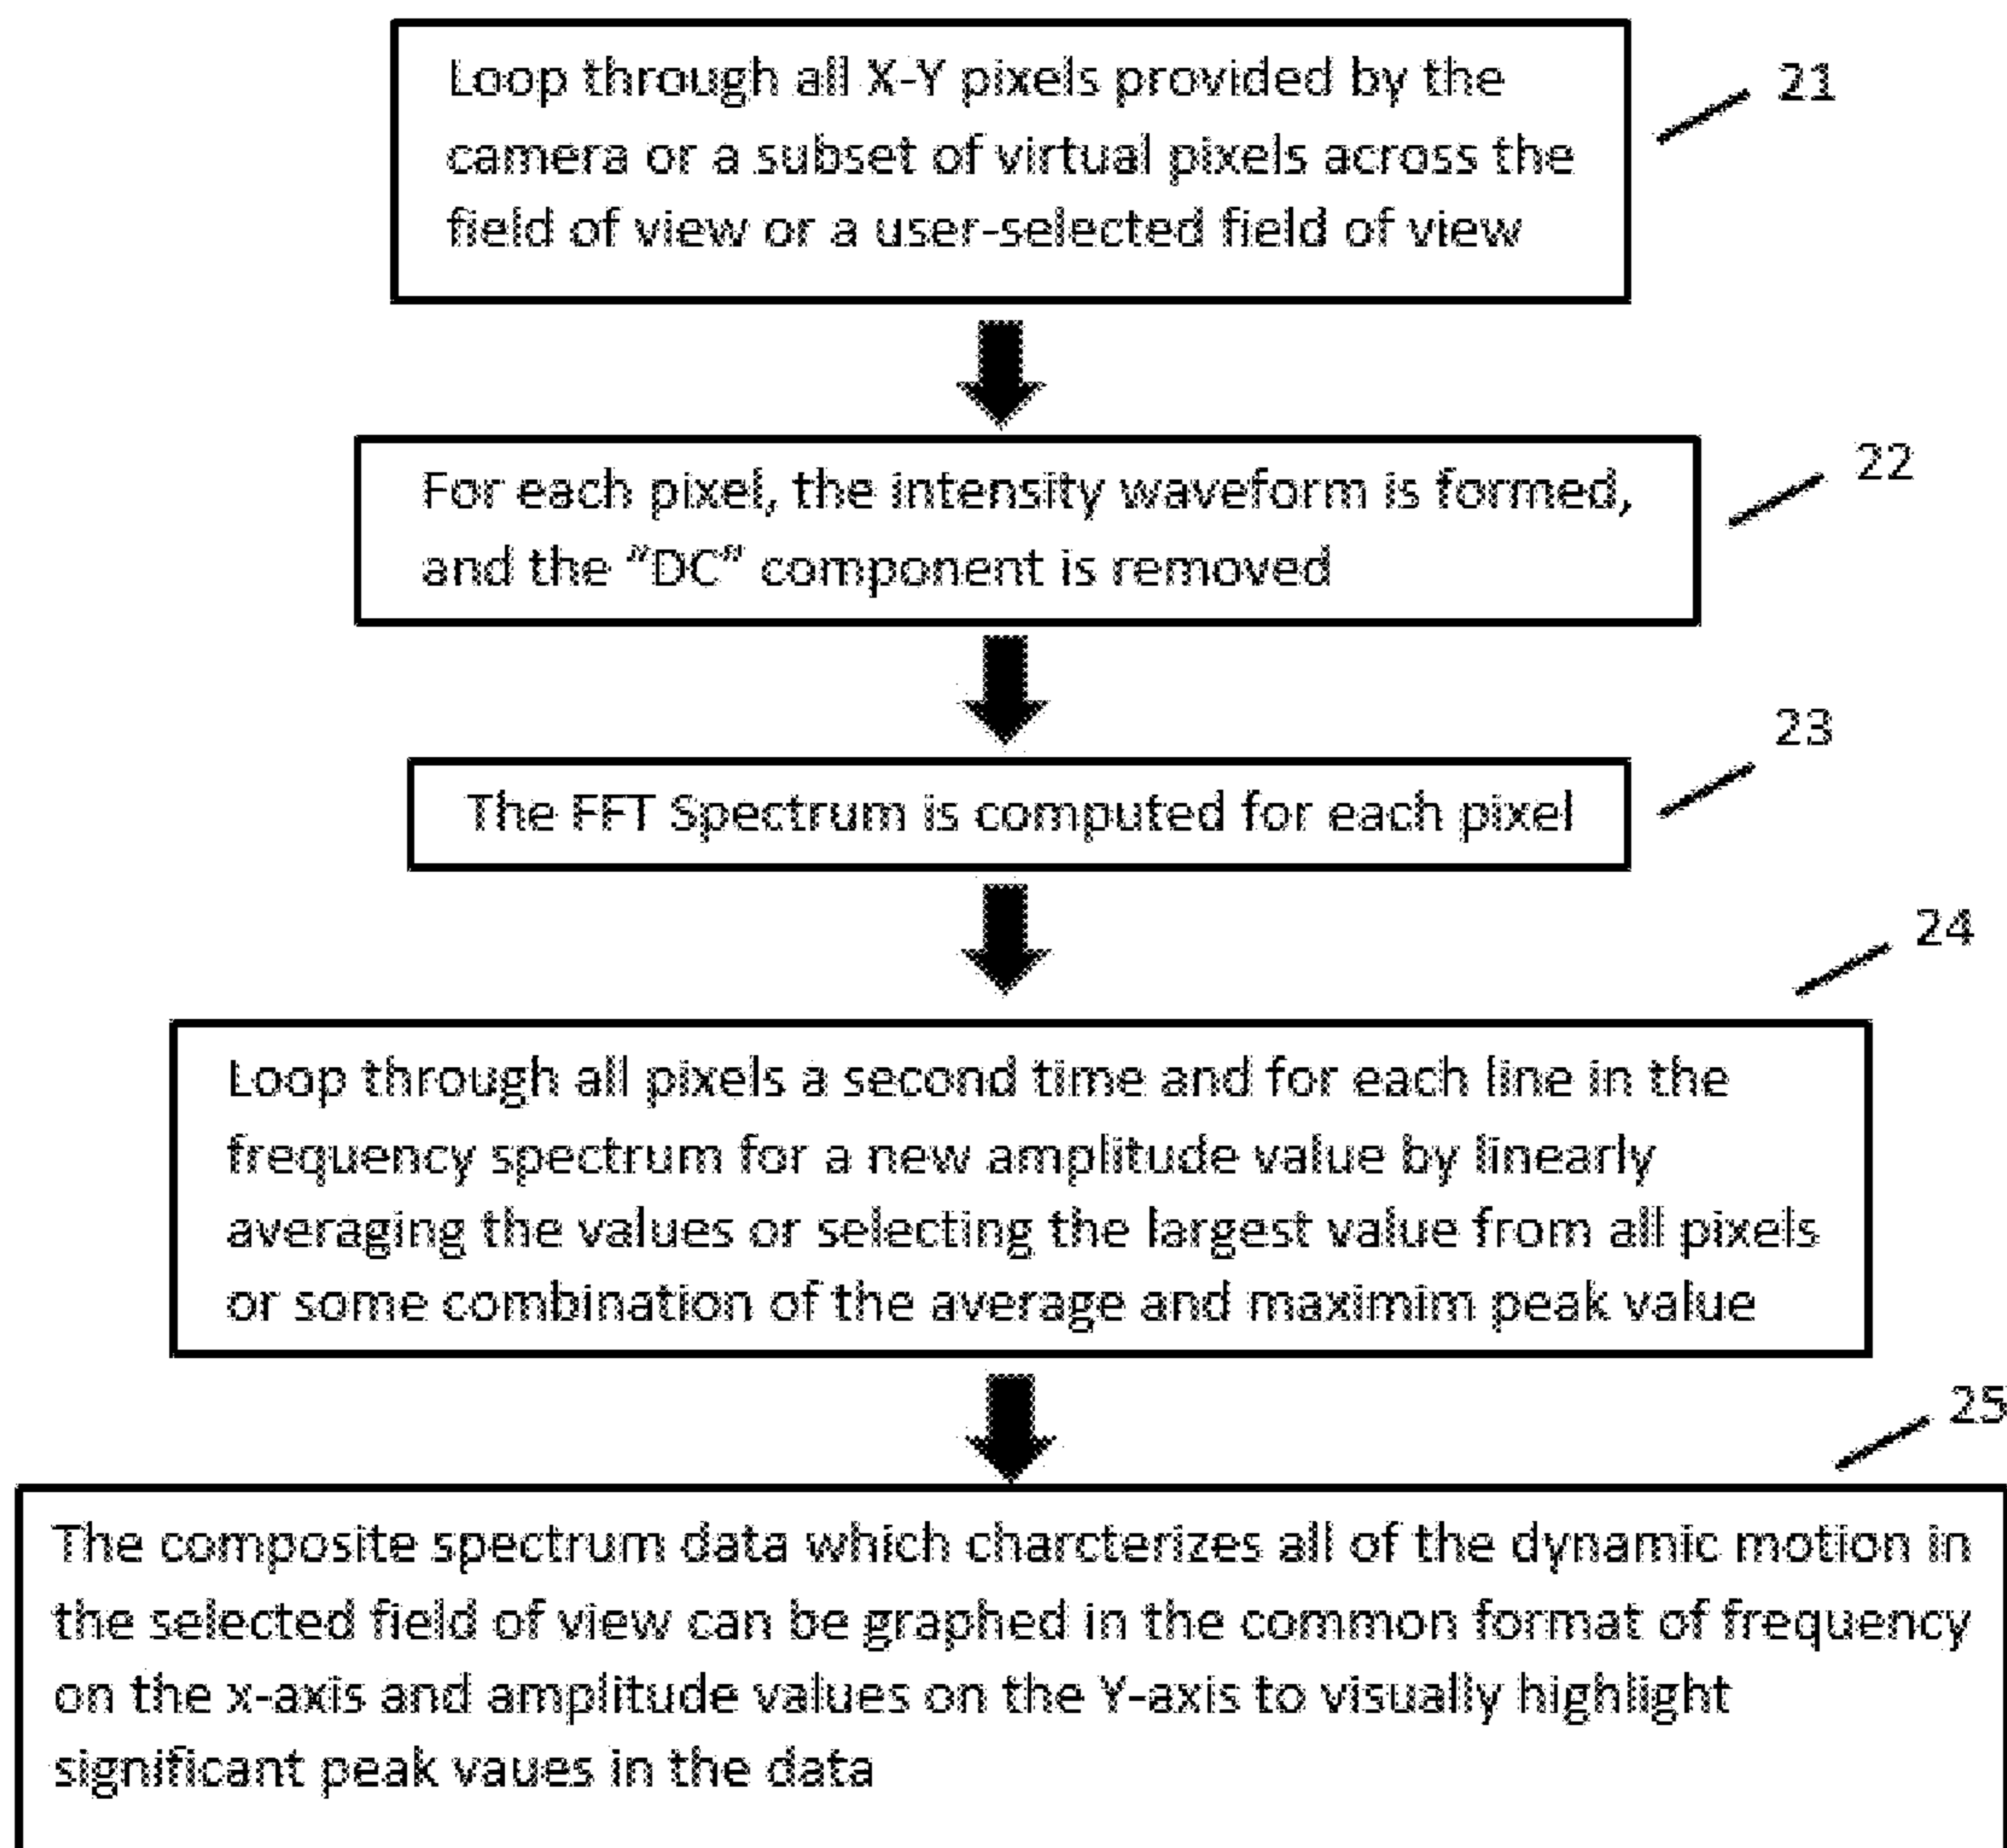 Loop through all X-Y pixels provided by the
camera or a subset of virtual pixels across the
field of view or a user-selected field of view
21
For each pixel, the intensity waveform is formed,
and the "DC" component is removed
22
The FFT Spectrum is computed for each pixel
23
Loop through all pixels a second time and for each line in the
frequency spectrum for a new amplitude value by linearly
averaging the values or selecting the largest value from all pixels
or some combination of the average and maximim peak value
24
The composite spectrum data which charcterizes all of the dynamic motion in
the selected field of view can be graphed in the common format of frequency
on the x-axis and amplitude values on the Y-axis to visually highlight
significant peak vaues in the data
25